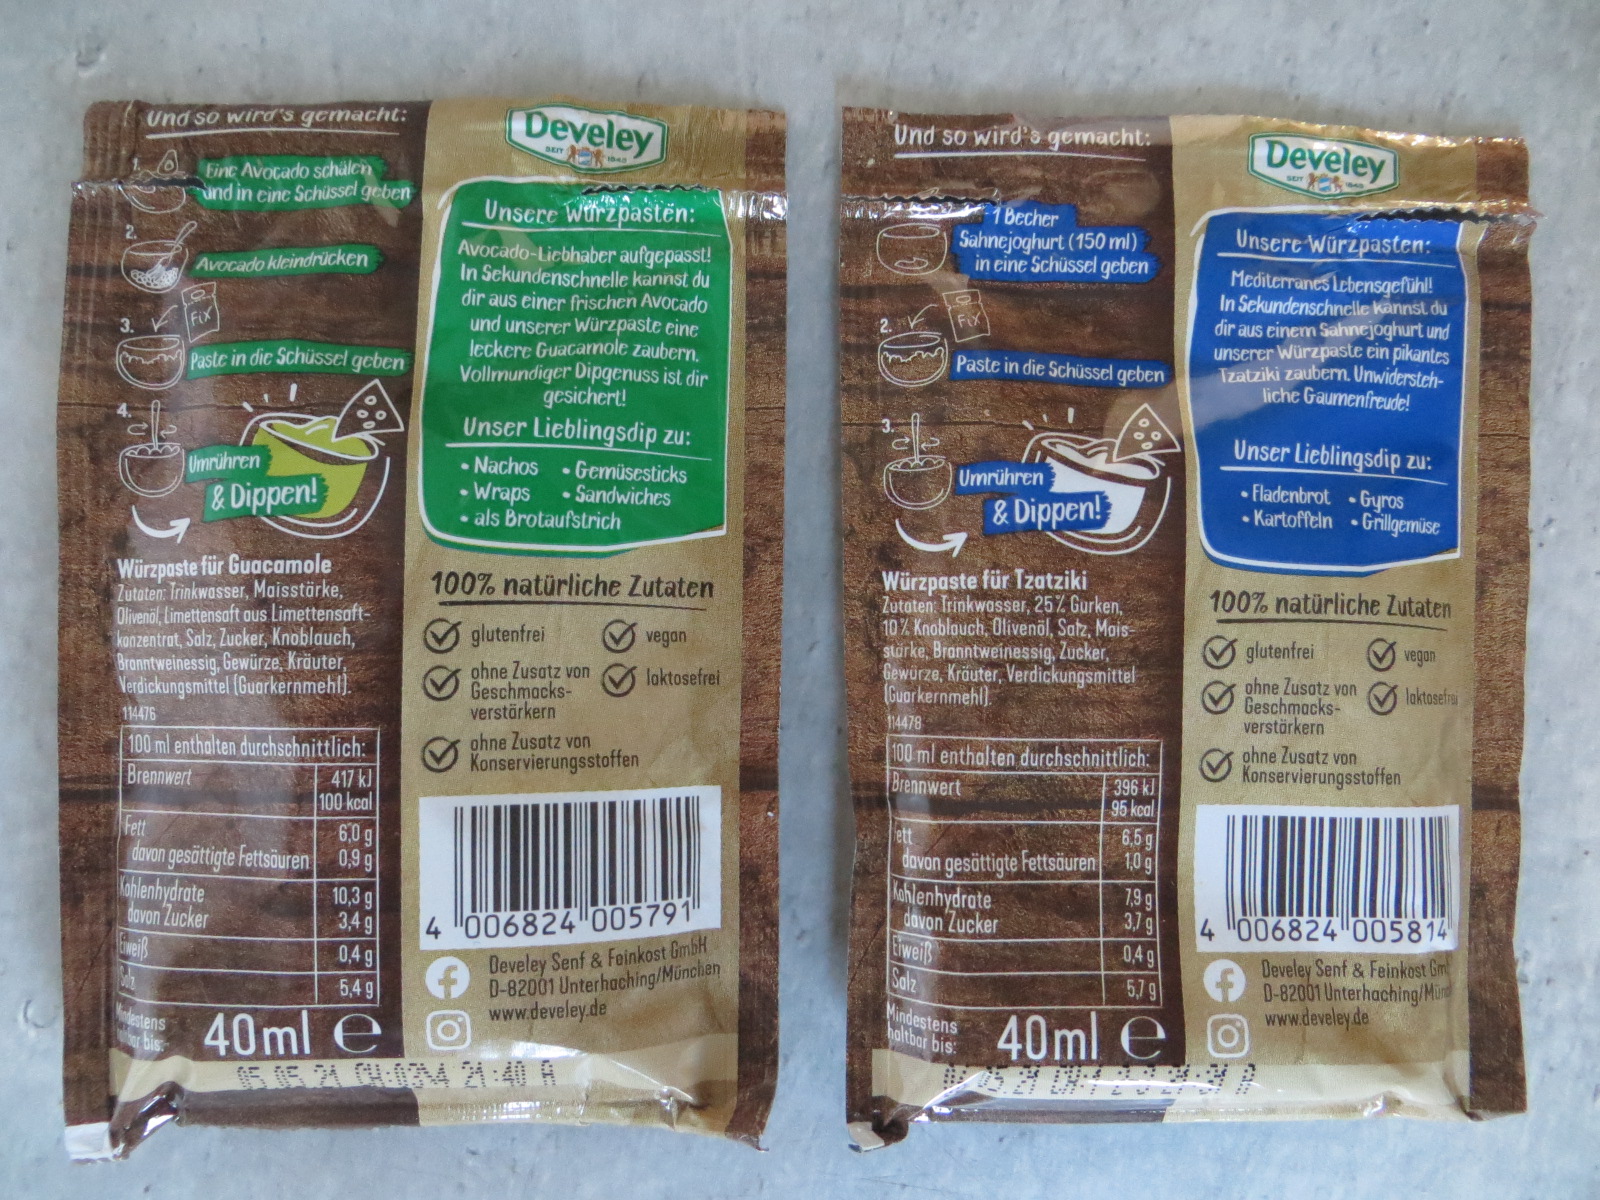 Und so wird's gemacht:
1.
Eine Avocado schälen
und in eine Schüssel geben
2.
Avocado kleindrücken
FiX
3.
Paste in die Schüssel geben
4.
Umrühren
& Dippen!
Würzpaste für Guacamole
Zutaten: Trinkwasser, Maisstärke,
Olivenöl, Limettensaft aus Limettensaft-
konzentrat, Salz, Zucker, Knoblauch,
Branntweinessig, Gewürze, Kräuter,
Verdickungsmittel (Guarkernmehl).
114476
100 ml enthalten durchschnittlich:
Brennwert 417 kJ
100 kcal
Fett 6,0 g
davon gesättigte Fettsäuren 0,9 g
Kohlenhydrate 10,3 g
davon Zucker 3,4 g
Eiweiß 0,4 g
Salz 5,4 g
Mindestens
haltbar bis:
40ml e
Develey
SEIT 1845
Unsere Würzpasten:
Avocado-Liebhaber aufgepasst!
In Sekundenschnelle kannst du
dir aus einer frischen Avocado
und unserer Würzpaste eine
leckere Guacamole zaubern.
Vollmundiger Dipgenuss ist dir
gesichert!
Unser Lieblingsdip zu:
• Nachos • Gemüsesticks
• Wraps • Sandwiches
• als Brotaufstrich
100% natürliche Zutaten
glutenfrei vegan
ohne Zusatz von laktosefrei
Geschmacks-
verstärkern
ohne Zusatz von
Konservierungsstoffen
4 006824 005791
Develey Senf & Feinkost GmbH
D-82001 Unterhaching/München
www.develey.de
05 05 21 21:40 A
Und so wird's gemacht:
1 Becher
Sahnejoghurt (150 ml)
in eine Schüssel geben
2.
FiX
Paste in die Schüssel geben
3.
Umrühren
& Dippen!
Würzpaste für Tzatziki
Zutaten: Trinkwasser, 25% Gurken,
10% Knoblauch, Olivenöl, Salz, Mais-
stärke, Branntweinessig, Zucker,
Gewürze, Kräuter, Verdickungsmittel
(Guarkernmehl).
114478
100 ml enthalten durchschnittlich:
Brennwert 396 kJ
95 kcal
Fett 6,5 g
davon gesättigte Fettsäuren 1,0 g
Kohlenhydrate 7,9 g
davon Zucker 3,7 g
Eiweiß 0,4 g
Salz 5,7 g
Mindestens
haltbar bis:
40ml e
Develey
SEIT 1845
Unsere Würzpasten:
Mediterranes Lebensgefühl!
In Sekundenschnelle kannst du
dir aus einem Sahnejoghurt und
unserer Würzpaste ein pikantes
Tzatziki zaubern. Unwidersteh-
liche Gaumenfreude!
Unser Lieblingsdip zu:
• Fladenbrot • Gyros
• Kartoffeln • Grillgemüse
100% natürliche Zutaten
glutenfrei vegan
ohne Zusatz von laktosefrei
Geschmacks-
verstärkern
ohne Zusatz von
Konservierungsstoffen
4 006824 005814
Develey Senf & Feinkost Gm
D-82001 Unterhaching/Mün
www.develey.de